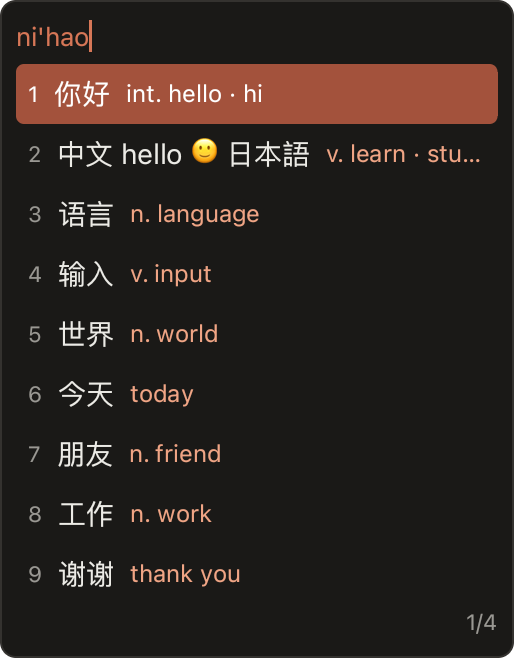 ni'hao
1 你好 int. hello · hi
2 中文 hello 🙂 日本語 v. learn · stu...
3 语言 n. language
4 输入 v. input
5 世界 n. world
6 今天 today
7 朋友 n. friend
8 工作 n. work
9 谢谢 thank you
1/4